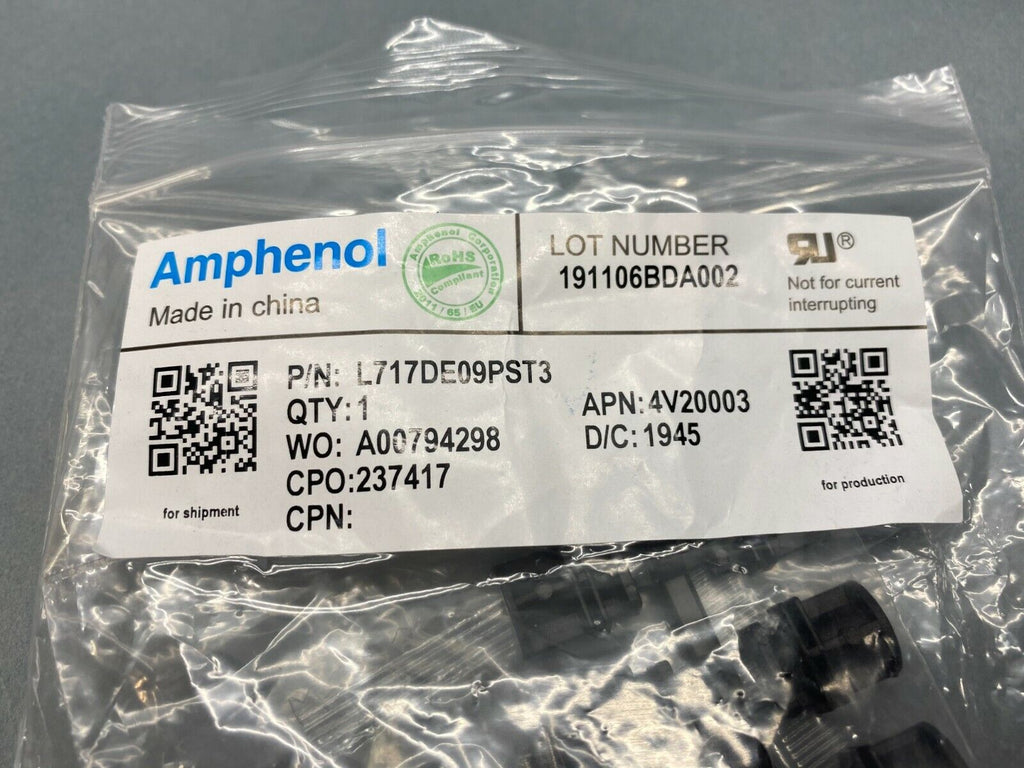 Amphenol
Made in china
Amphenol Corporation
RoHS
Compliant
2011 / 65 / EU
LOT NUMBER
191106BDA002
®
Not for current
interrupting
P/N: L717DE09PST3
QTY: 1
WO: A00794298
CPO:237417
CPN:
APN:4V20003
D/C:1945
for shipment
for production